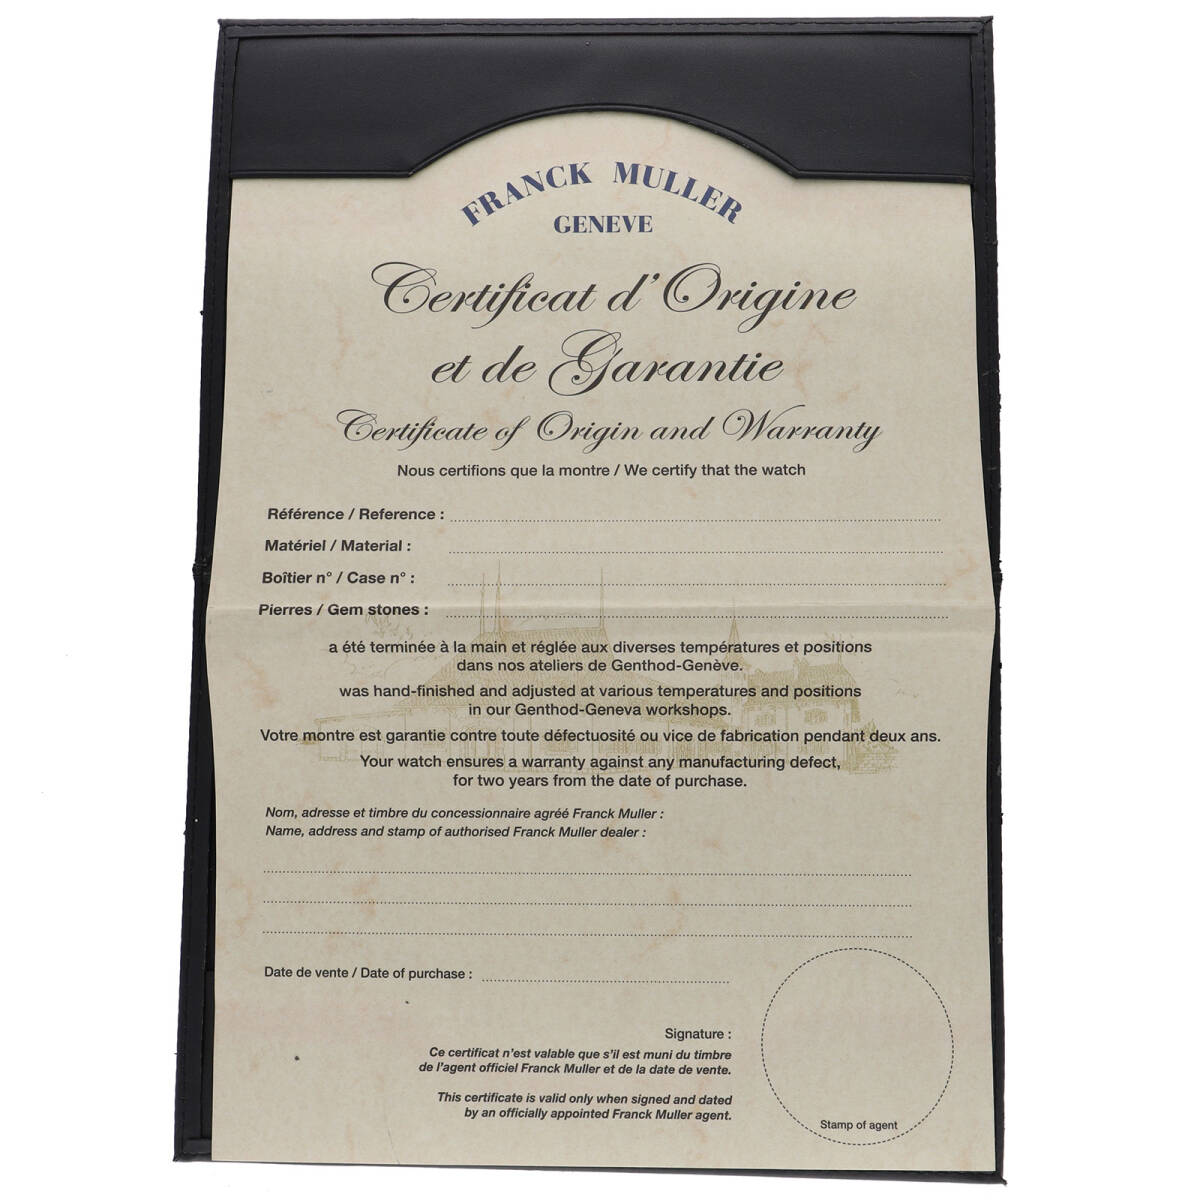 FRANCK MULLER
GENEVE
Certificat d'Origine
et de Garantie
Certificate of Origin and Warranty
Nous certifions que la montre / We certify that the watch
Référence / Reference :
Matériel / Material :
Boîtier n° / Case n° :
Pierres / Gem stones :
a été terminée à la main et réglée aux diverses températures et positions
dans nos ateliers de Genthod-Genève.
was hand-finished and adjusted at various temperatures and positions
in our Genthod-Geneva workshops.
Votre montre est garantie contre toute défectuosité ou vice de fabrication pendant deux ans.
Your watch ensures a warranty against any manufacturing defect,
for two years from the date of purchase.
Nom, adresse et timbre du concessionnaire agréé Franck Muller :
Name, address and stamp of authorised Franck Muller dealer :
Date de vente / Date of purchase :
Signature :
Ce certificat n'est valable que s'il est muni du timbre
de l'agent officiel Franck Muller et de la date de vente.
This certificate is valid only when signed and dated
by an officially appointed Franck Muller agent.
Stamp of agent